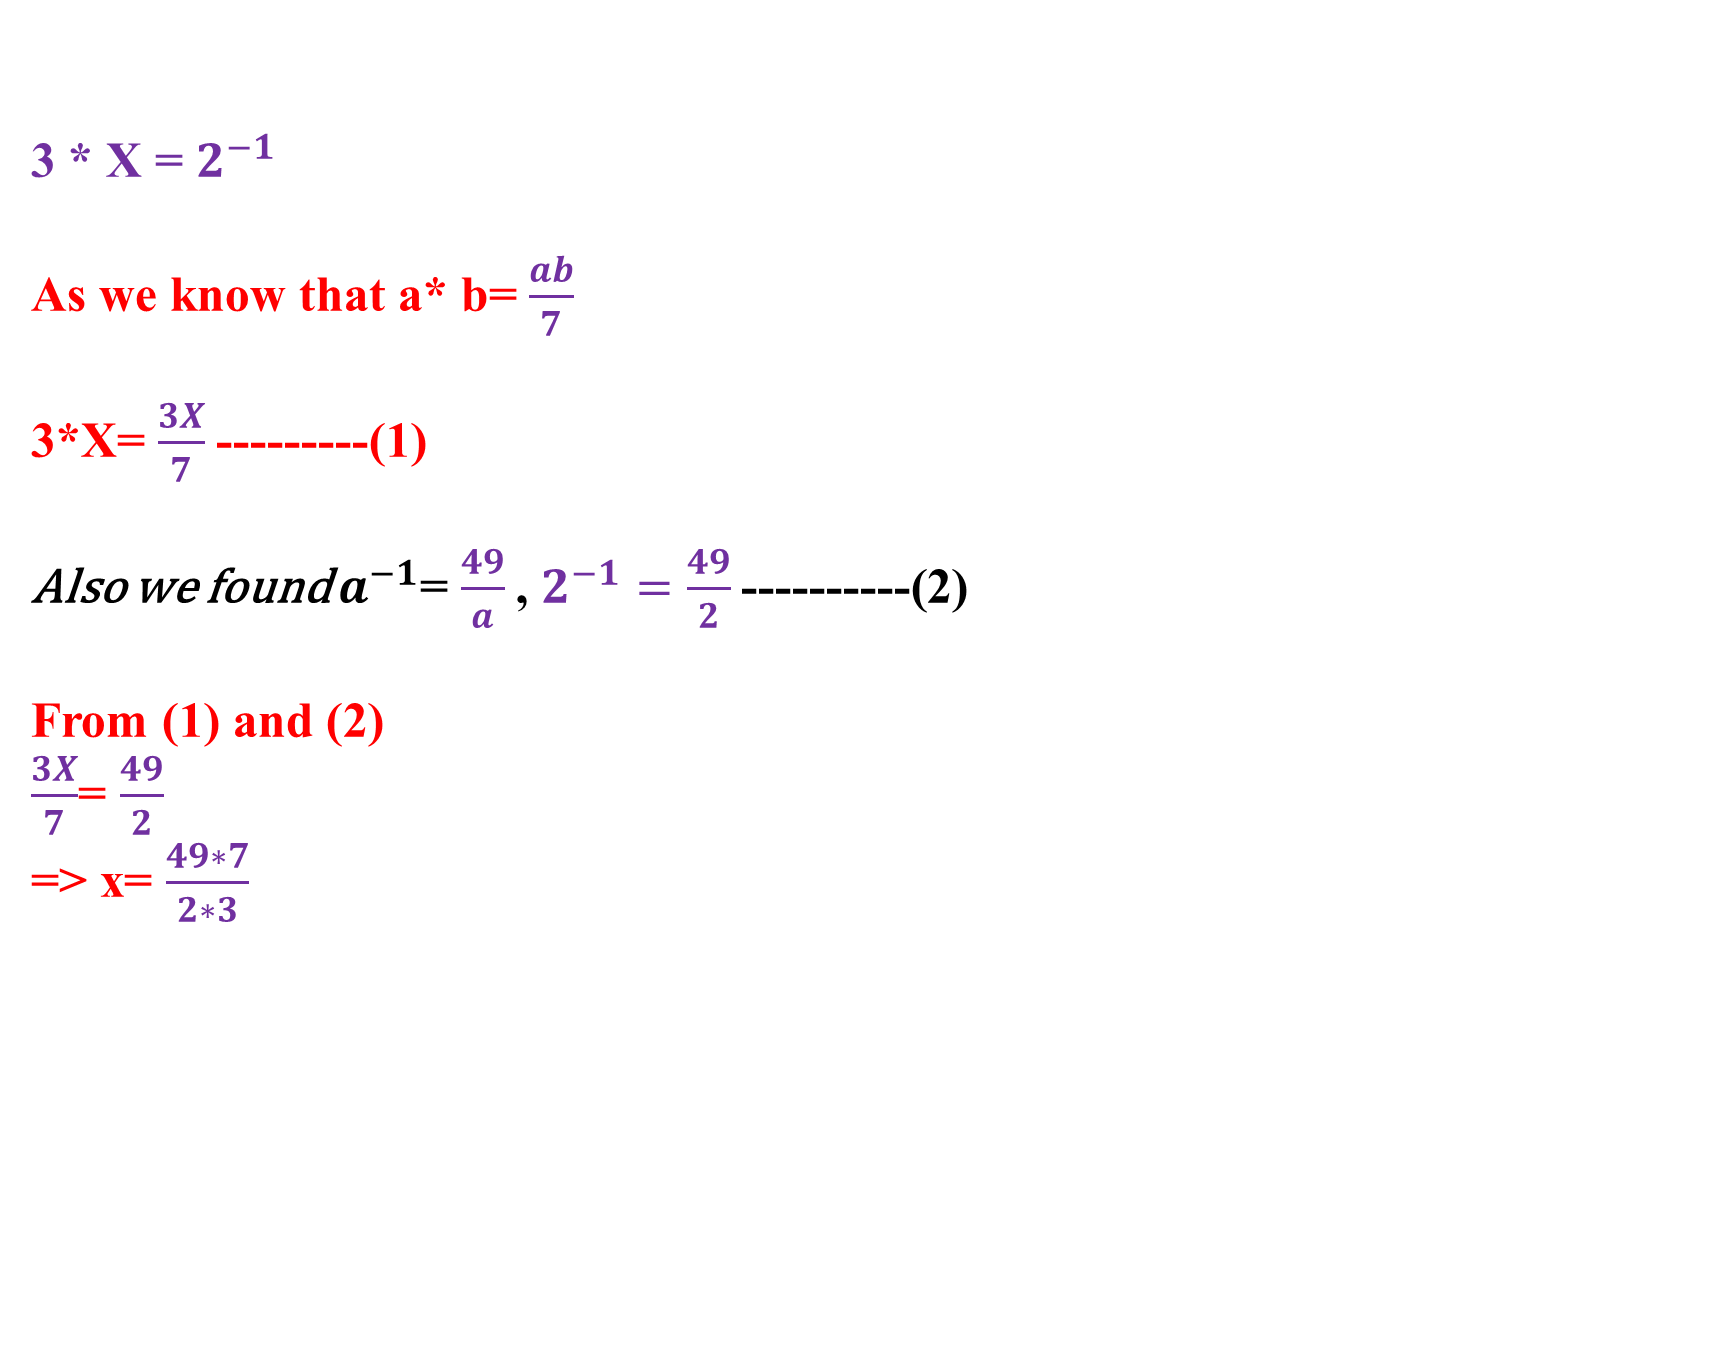 3 * X = 2⁻¹
As we know that a* b= ab/7
3*X= 3X/7 ---------(1)
Also we found a⁻¹= 49/a , 2⁻¹ = 49/2 ----------(2)
From (1) and (2)
3X/7= 49/2
=> x= 49*7/2*3